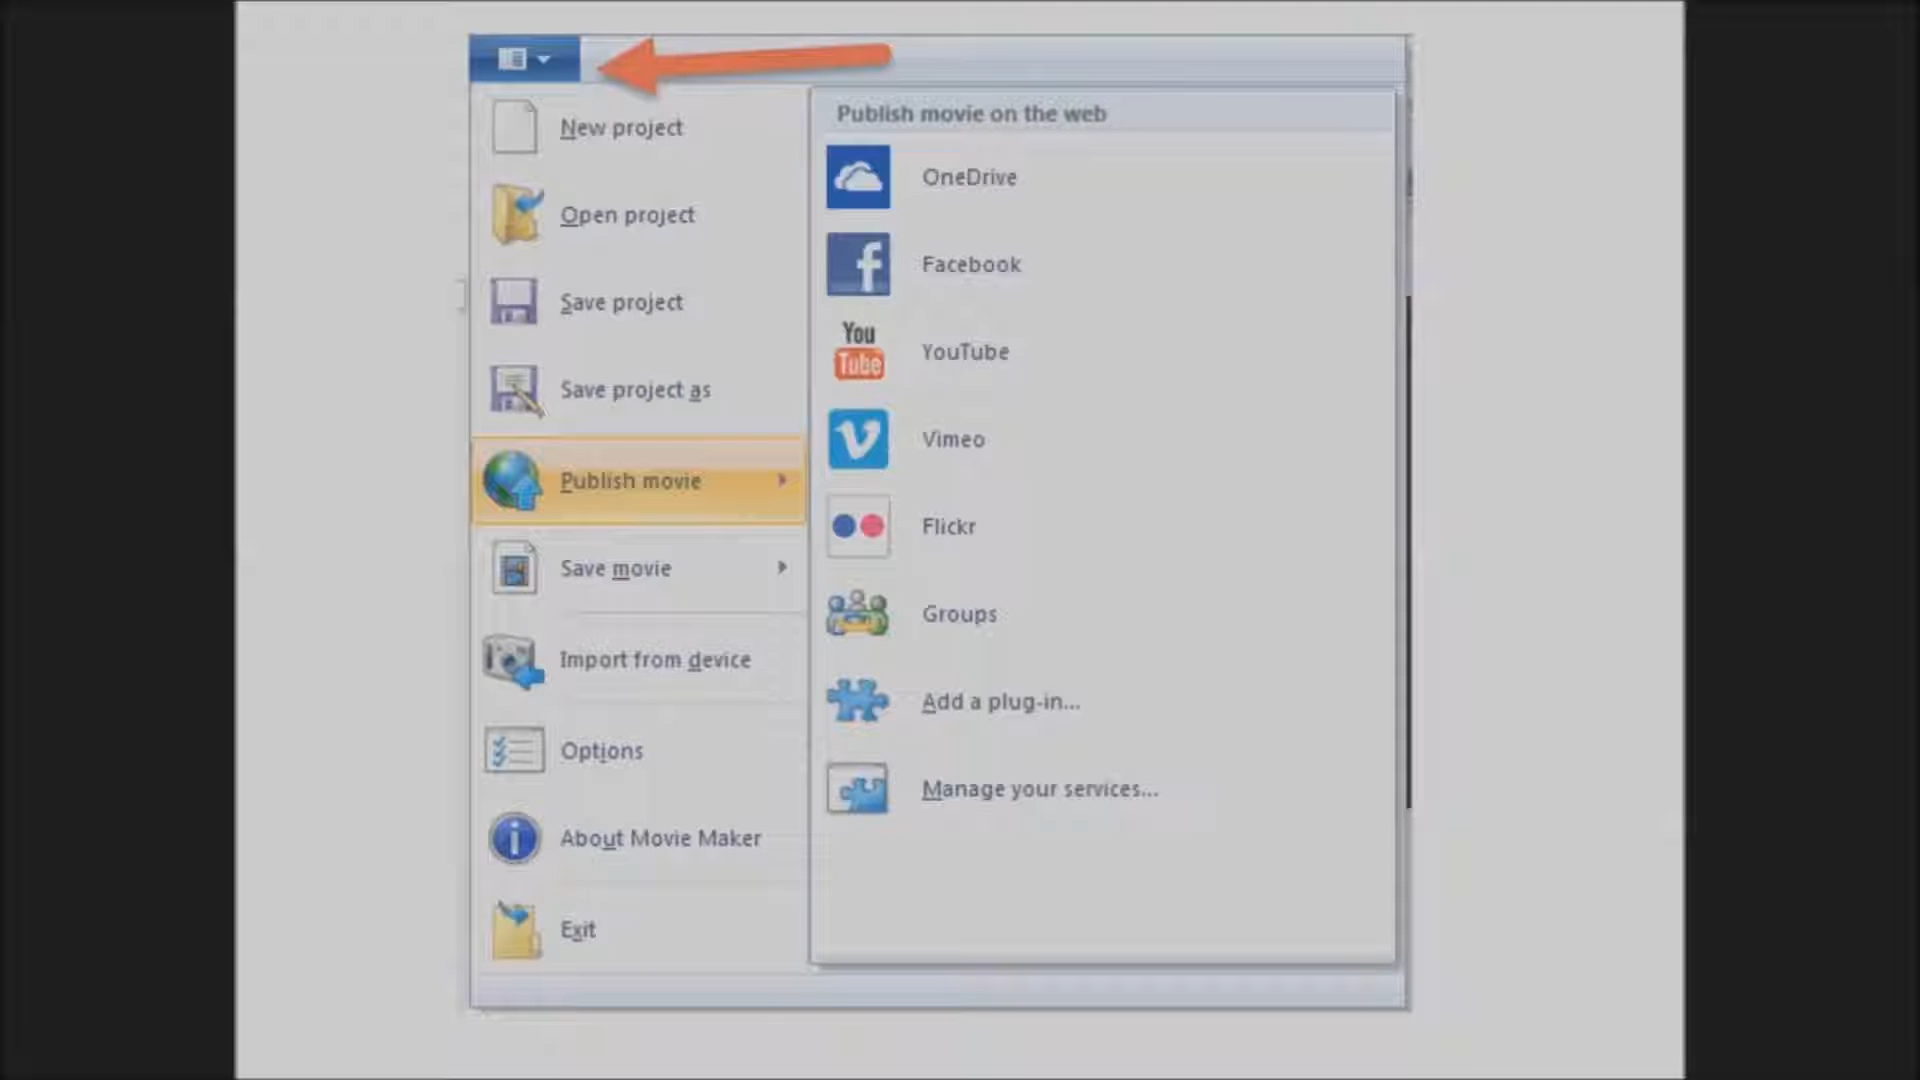 New project
Open project
Save project
Save project as
Publish movie
Save movie
Import from device
Options
About Movie Maker
Exit
Publish movie on the web
OneDrive
Facebook
You
Tube
YouTube
Vimeo
Flickr
Groups
Add a plug-in...
Manage your services...